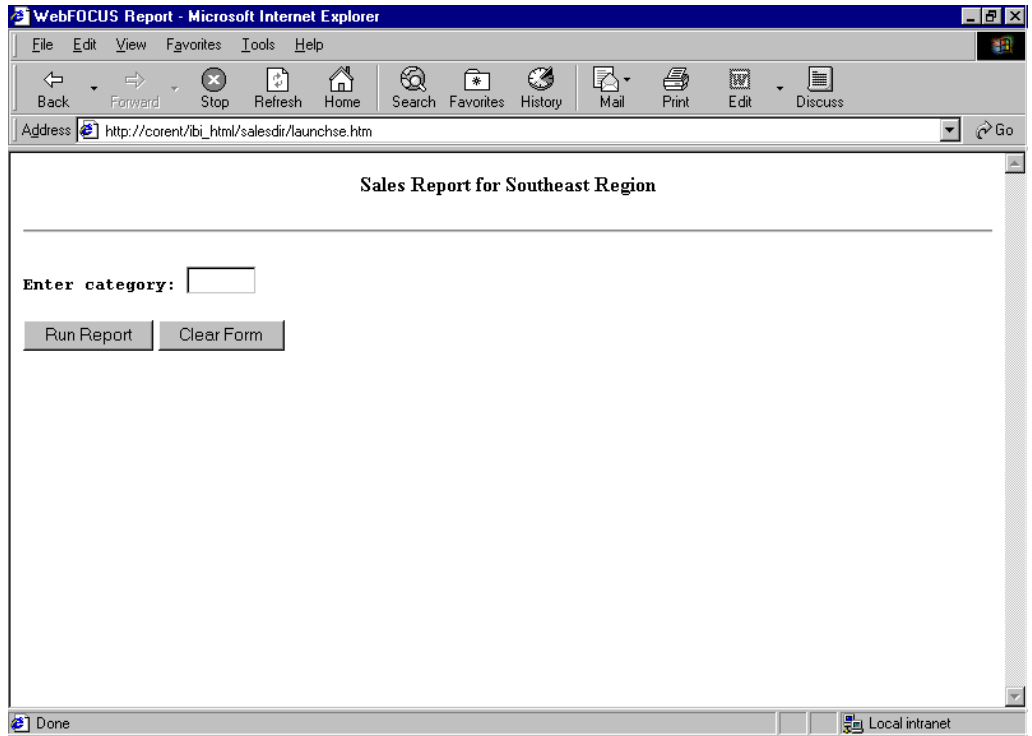 WebFOCUS Report - Microsoft Internet Explorer
File Edit View Favorites Tools Help
Back Forward Stop Refresh Home Search Favorites History Mail Print Edit Discuss
Address http://corent/ibi_html/salesdir/launchse.htm Go
Sales Report for Southeast Region
Enter category:
Run Report Clear Form
Done Local intranet